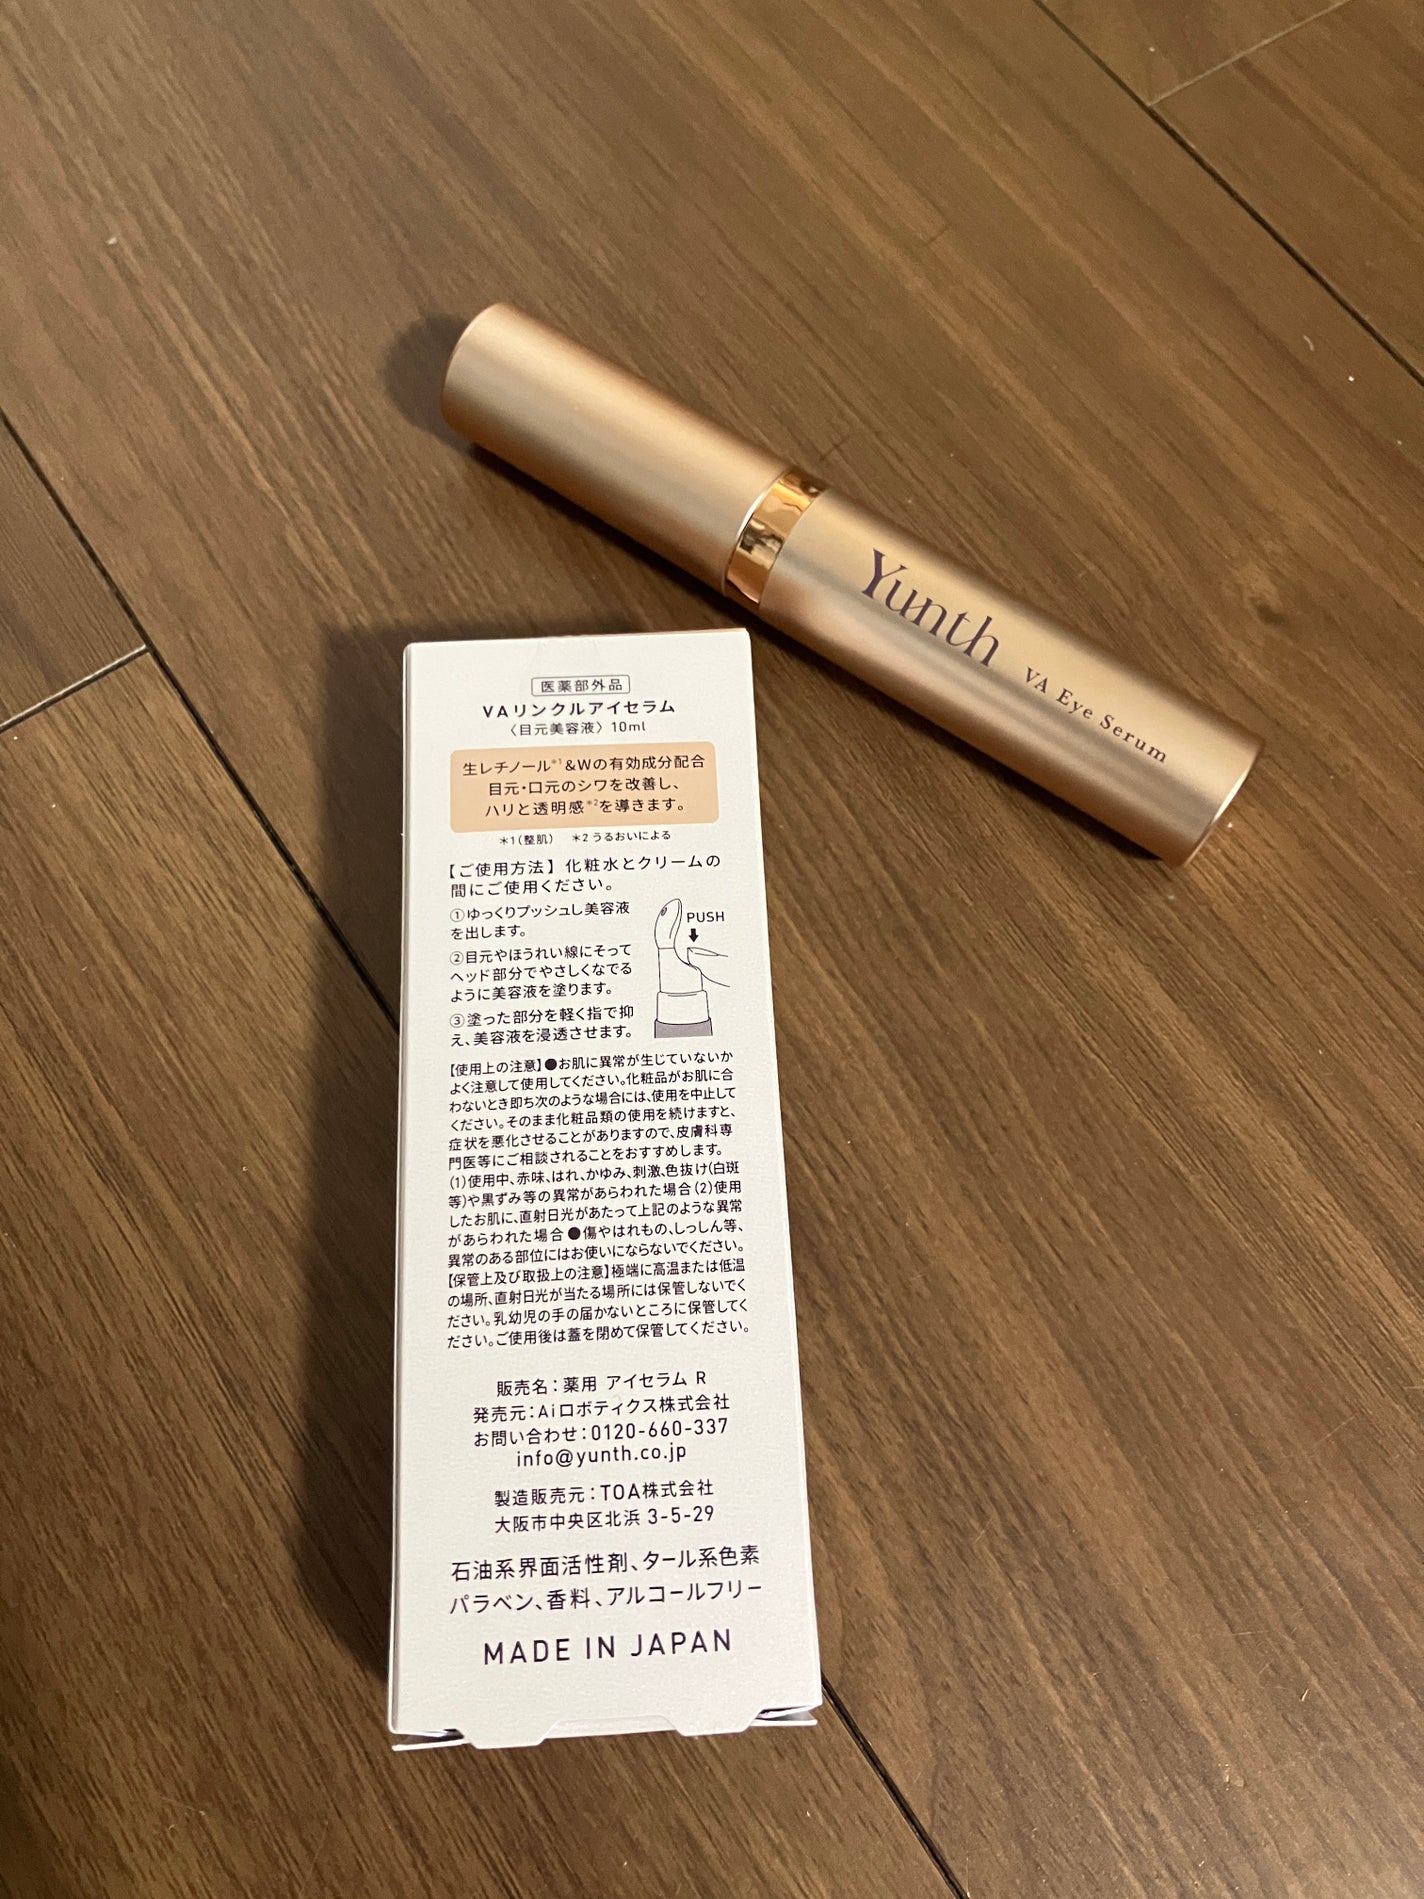 Yunth
VA Eye Serum
医薬部外品
VAリンクルアイセラム
〈目元美容液〉10ml
生レチノール*1&Wの有効成分配合
目元・口元のシワを改善し、
ハリと透明感*2を導きます。
*1(整肌) *2 うるおいによる
【ご使用方法】化粧水とクリームの
間にご使用ください。
①ゆっくりプッシュし美容液
を出します。
②目元やほうれい線にそって
ヘッド部分でやさしくなでる
ように美容液を塗ります。
③塗った部分を軽く指で抑
え、美容液を浸透させます。
PUSH
【使用上の注意】●お肌に異常が生じていないか
よく注意して使用してください。化粧品がお肌に合
わないとき即ち次のような場合には、使用を中止して
ください。そのまま化粧品類の使用を続けますと、
症状を悪化させることがありますので、皮膚科専
門医等にご相談されることをおすすめします。
(1)使用中、赤味、はれ、かゆみ、刺激、色抜け(白斑
等)や黒ずみ等の異常があらわれた場合(2)使用
したお肌に、直射日光があたって上記のような異常
があらわれた場合●傷やはれもの、しっしん等、
異常のある部位にはお使いにならないでください。
【保管上及び取扱上の注意】極端に高温または低温
の場所、直射日光が当たる場所には保管しないでく
ださい。乳幼児の手の届かないところに保管してく
ださい。ご使用後は蓋を閉めて保管してください。
販売名：薬用 アイセラム R
発売元：Aiロボティクス株式会社
お問い合わせ：0120-660-337
info@yunth.co.jp
製造販売元：TOA株式会社
大阪市中央区北浜 3-5-29
石油系界面活性剤、タール系色素
パラベン、香料、アルコールフリー
MADE IN JAPAN